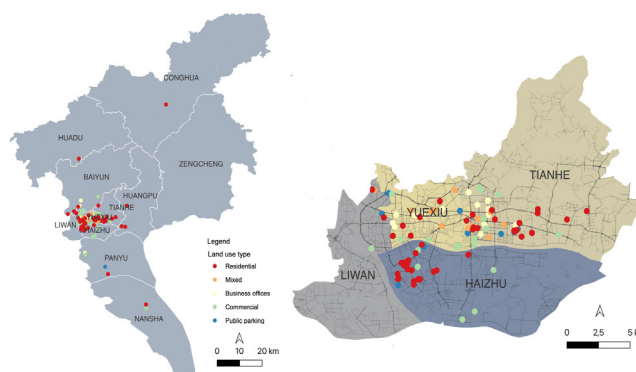 CONGHUA
HUADU
ZENGCHENG
BAIYUN
HUANGPU
TIANHE
YUEXIU
LIWAN
HAIZHU
PANYU
NANSHA
Legend
Land use type
Residential
Mixed
Business offices
Commercial
Public parking
0 10 20 km
TIANHE
YUEXIU
LIWAN
HAIZHU
0 2,5 5 k